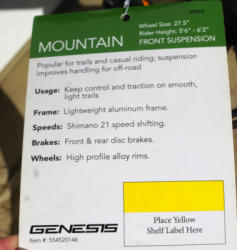 Wheel Size: 27.5"
Rider Height: 5'6" - 6'2"
MOUNTAIN
FRONT SUSPENSION
Popular for trails and casual riding; suspension
improves handling for off-road
Usage: Keep control and traction on smooth,
light trails
Frame: Lightweight aluminum frame.
Speeds: Shimano 21 speed shifting.
Brakes: Front & rear disc brakes.
Wheels: High profile alloy rims.
GENESIS
Item #: 554520146
Place Yellow
Shelf Label Here